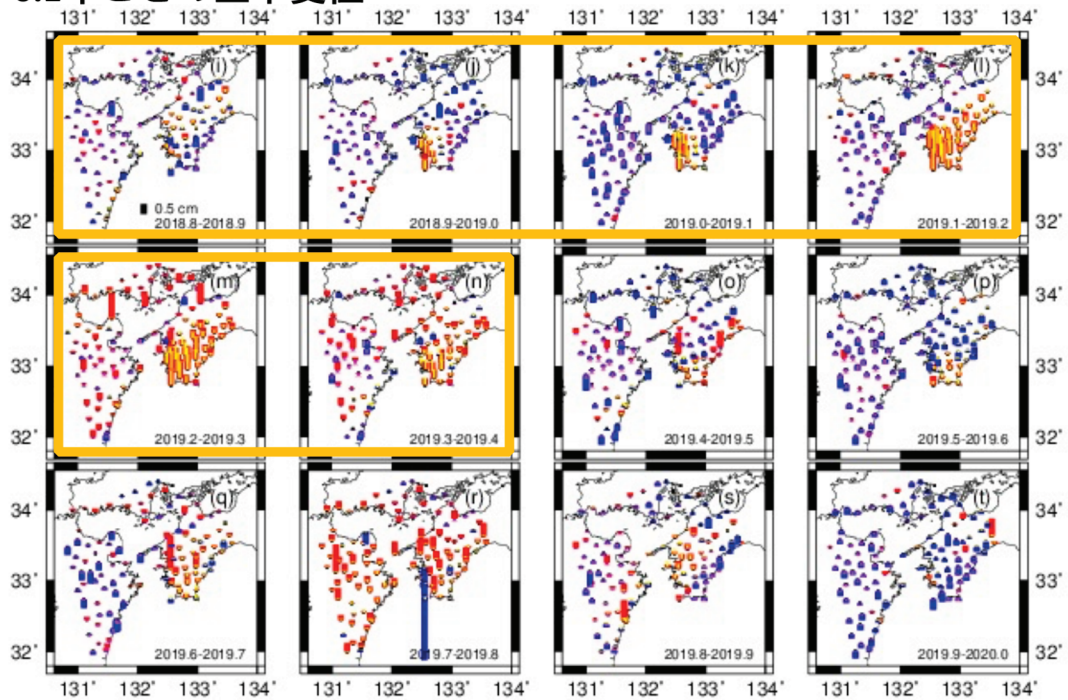 131˚ 132˚ 133˚ 134˚ 131˚ 132˚ 133˚ 134˚ 131˚ 132˚ 133˚ 134˚ 131˚ 132˚ 133˚ 134˚
(i) (j) (k) (l)
34˚ 34˚
33˚ 33˚
0.5 cm
32˚ 2018.8-2018.9 2018.9-2019.0 2019.0-2019.1 2019.1-2019.2 32˚
(m) (n) (o) (p)
34˚ 34˚
33˚ 33˚
32˚ 2019.2-2019.3 2019.3-2019.4 2019.4-2019.5 2019.5-2019.6 32˚
(q) (r) (s) (t)
34˚ 34˚
33˚ 33˚
32˚ 2019.6-2019.7 2019.7-2019.8 2019.8-2019.9 2019.9-2020.0 32˚
131˚ 132˚ 133˚ 134˚ 131˚ 132˚ 133˚ 134˚ 131˚ 132˚ 133˚ 134˚ 131˚ 132˚ 133˚ 134˚